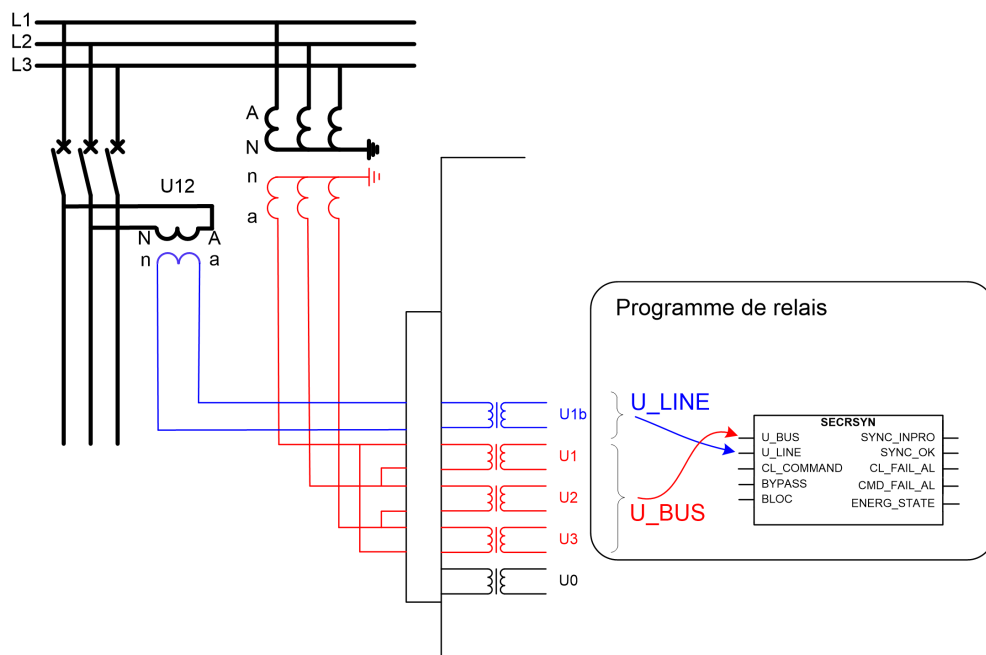 L1
L2
L3
A
N
U12
n
a
N
A
n
a
Programme de relais
U1b
U1
U2
U3
U0
U_LINE
U_BUS
SECRSYN
U_BUS
SYNC_INPRO
U_LINE
SYNC_OK
CL_COMMAND
CL_FAIL_AL
BYPASS
CMD_FAIL_AL
BLOC
ENERG_STATE